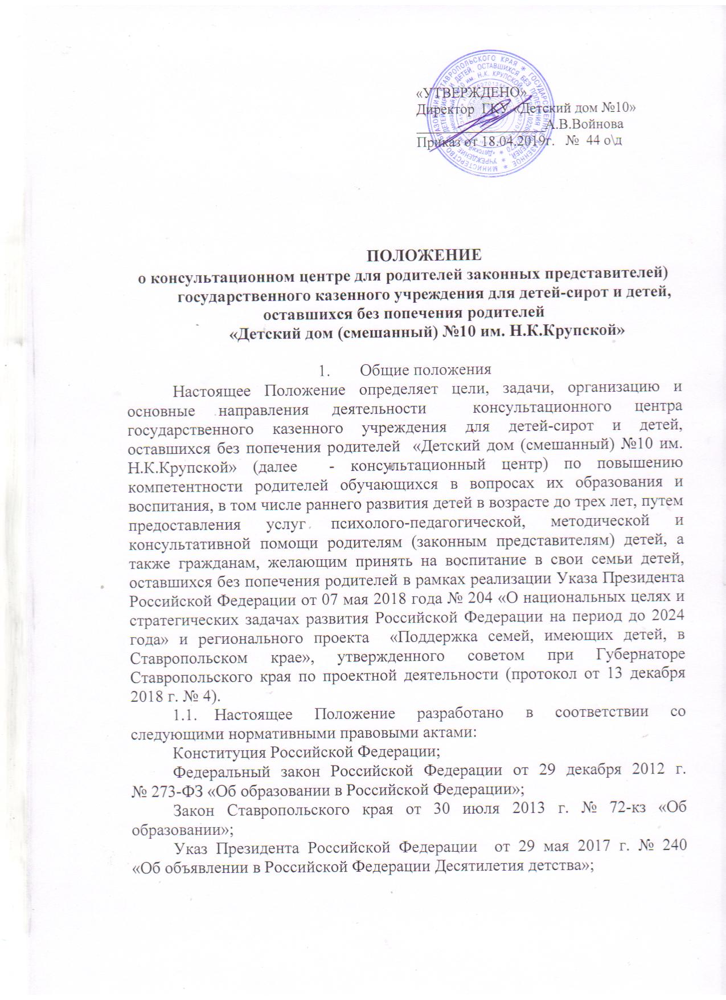 «УТВЕРЖДЕНО»
Директор ГКУ «Детский дом №10»
А.В.Войнова
Приказ от 18.04.2019г. № 44 о\д
ПОЛОЖЕНИЕ
о консультационном центре для родителей законных представителей)
государственного казенного учреждения для детей-сирот и детей,
оставшихся без попечения родителей
«Детский дом (смешанный) №10 им. Н.К.Крупской»
1. Общие положения
Настоящее Положение определяет цели, задачи, организацию и
основные направления деятельности консультационного центра
государственного казенного учреждения для детей-сирот и детей,
оставшихся без попечения родителей «Детский дом (смешанный) №10 им.
Н.К.Крупской» (далее - консультационный центр) по повышению
компетентности родителей обучающихся в вопросах их образования и
воспитания, в том числе раннего развития детей в возрасте до трех лет, путем
предоставления услуг психолого-педагогической, методической и
консультативной помощи родителям (законным представителям) детей, а
также гражданам, желающим принять на воспитание в свои семьи детей,
оставшихся без попечения родителей в рамках реализации Указа Президента
Российской Федерации от 07 мая 2018 года № 204 «О национальных целях и
стратегических задачах развития Российской Федерации на период до 2024
года» и регионального проекта «Поддержка семей, имеющих детей, в
Ставропольском крае», утвержденного советом при Губернаторе
Ставропольского края по проектной деятельности (протокол от 13 декабря
2018 г. № 4).
1.1. Настоящее Положение разработано в соответствии со
следующими нормативными правовыми актами:
Конституция Российской Федерации;
Федеральный закон Российской Федерации от 29 декабря 2012 г.
№ 273-ФЗ «Об образовании в Российской Федерации»;
Закон Ставропольского края от 30 июля 2013 г. № 72-кз «Об
образовании»;
Указ Президента Российской Федерации от 29 мая 2017 г. № 240
«Об объявлении в Российской Федерации Десятилетия детства»;
МИНИСТЕРСТВО ОБРАЗОВАНИЯ СТАВРОПОЛЬСКОГО КРАЯ * ГОСУДАРСТВЕННОЕ КАЗЕННОЕ *